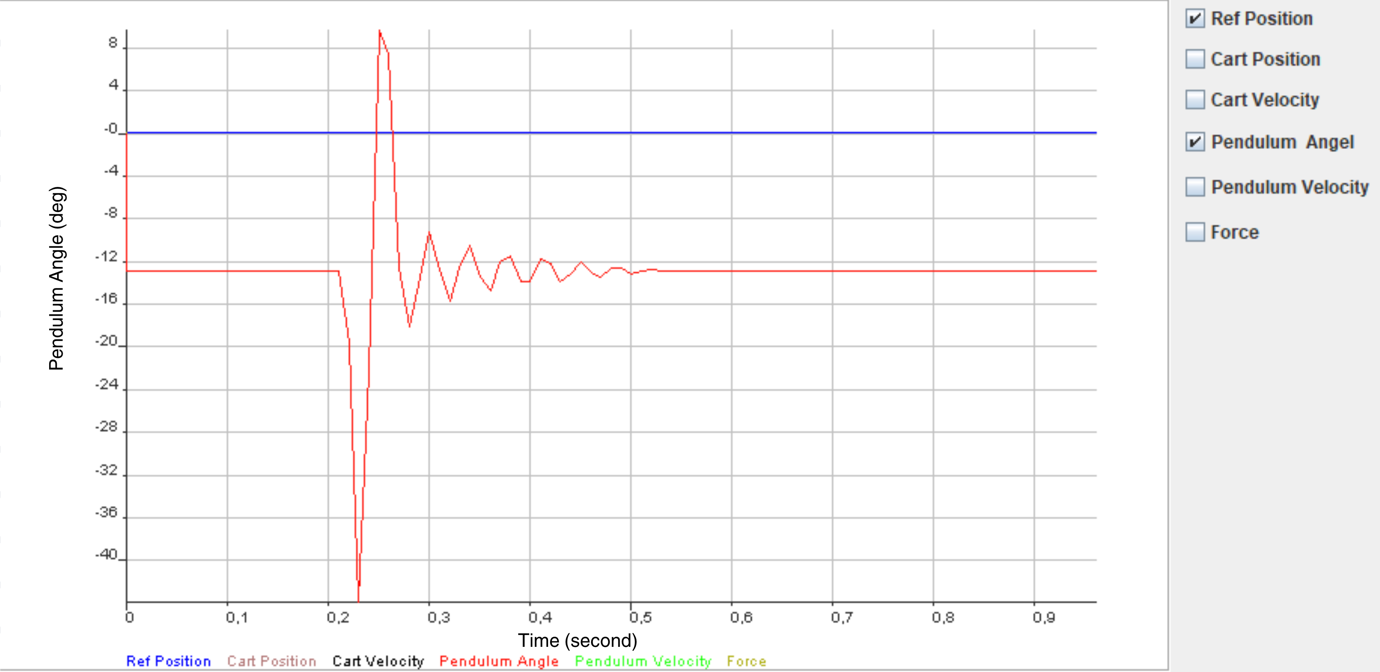 Ref Position
Cart Position
Cart Velocity
Pendulum Angel
Pendulum Velocity
Force
Pendulum Angle (deg)
8
4
-0
-4
-8
-12
-16
-20
-24
-28
-32
-36
-40
0 0,1 0,2 0,3 0,4 0,5 0,6 0,7 0,8 0,9
Time (second)
Ref Position Cart Position Cart Velocity Pendulum Angle Pendulum Velocity Force